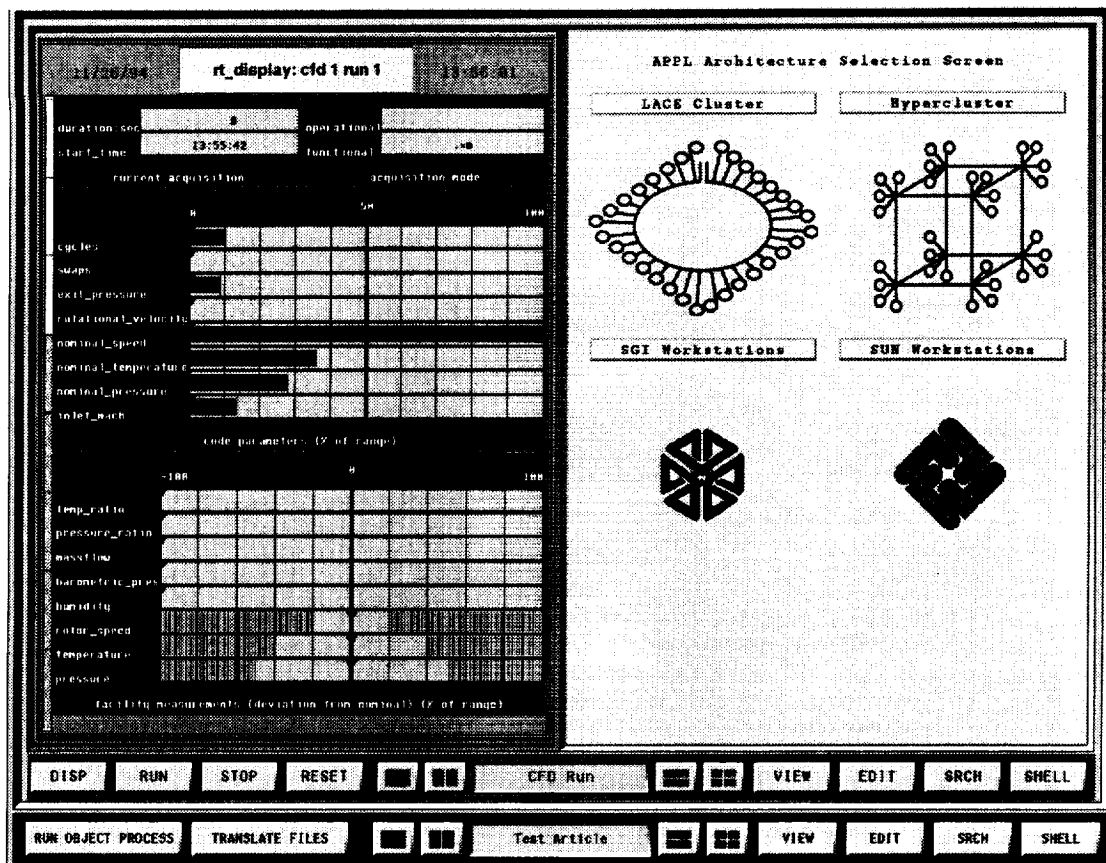 rt_display: cfd 1 run 1
duration:sec
operational
start_time
13:55:42
functional
current acquisition
acquisition mode
0
50
100
cycles
swaps
exit_pressure
rotational_velocity
nominal_speed
nominal_temperature
nominal_pressure
inlet_mach
code parameters (% of range)
-100
0
100
temp_ratio
pressure_ratio
massflow
barometric_pres
humidity
rotor_speed
temperature
pressure
facility measurements (deviation from nominal) (% of range)
APPL Architecture Selection Screen
LACE Cluster
Hypercluster
SGI Workstations
SUN Workstations
DISP
RUN
STOP
RESET
CFD Run
VIEW
EDIT
SRCH
SHELL
RUN OBJECT PROCESS
TRANSLATE FILES
Test Article
VIEW
EDIT
SRCH
SHELL